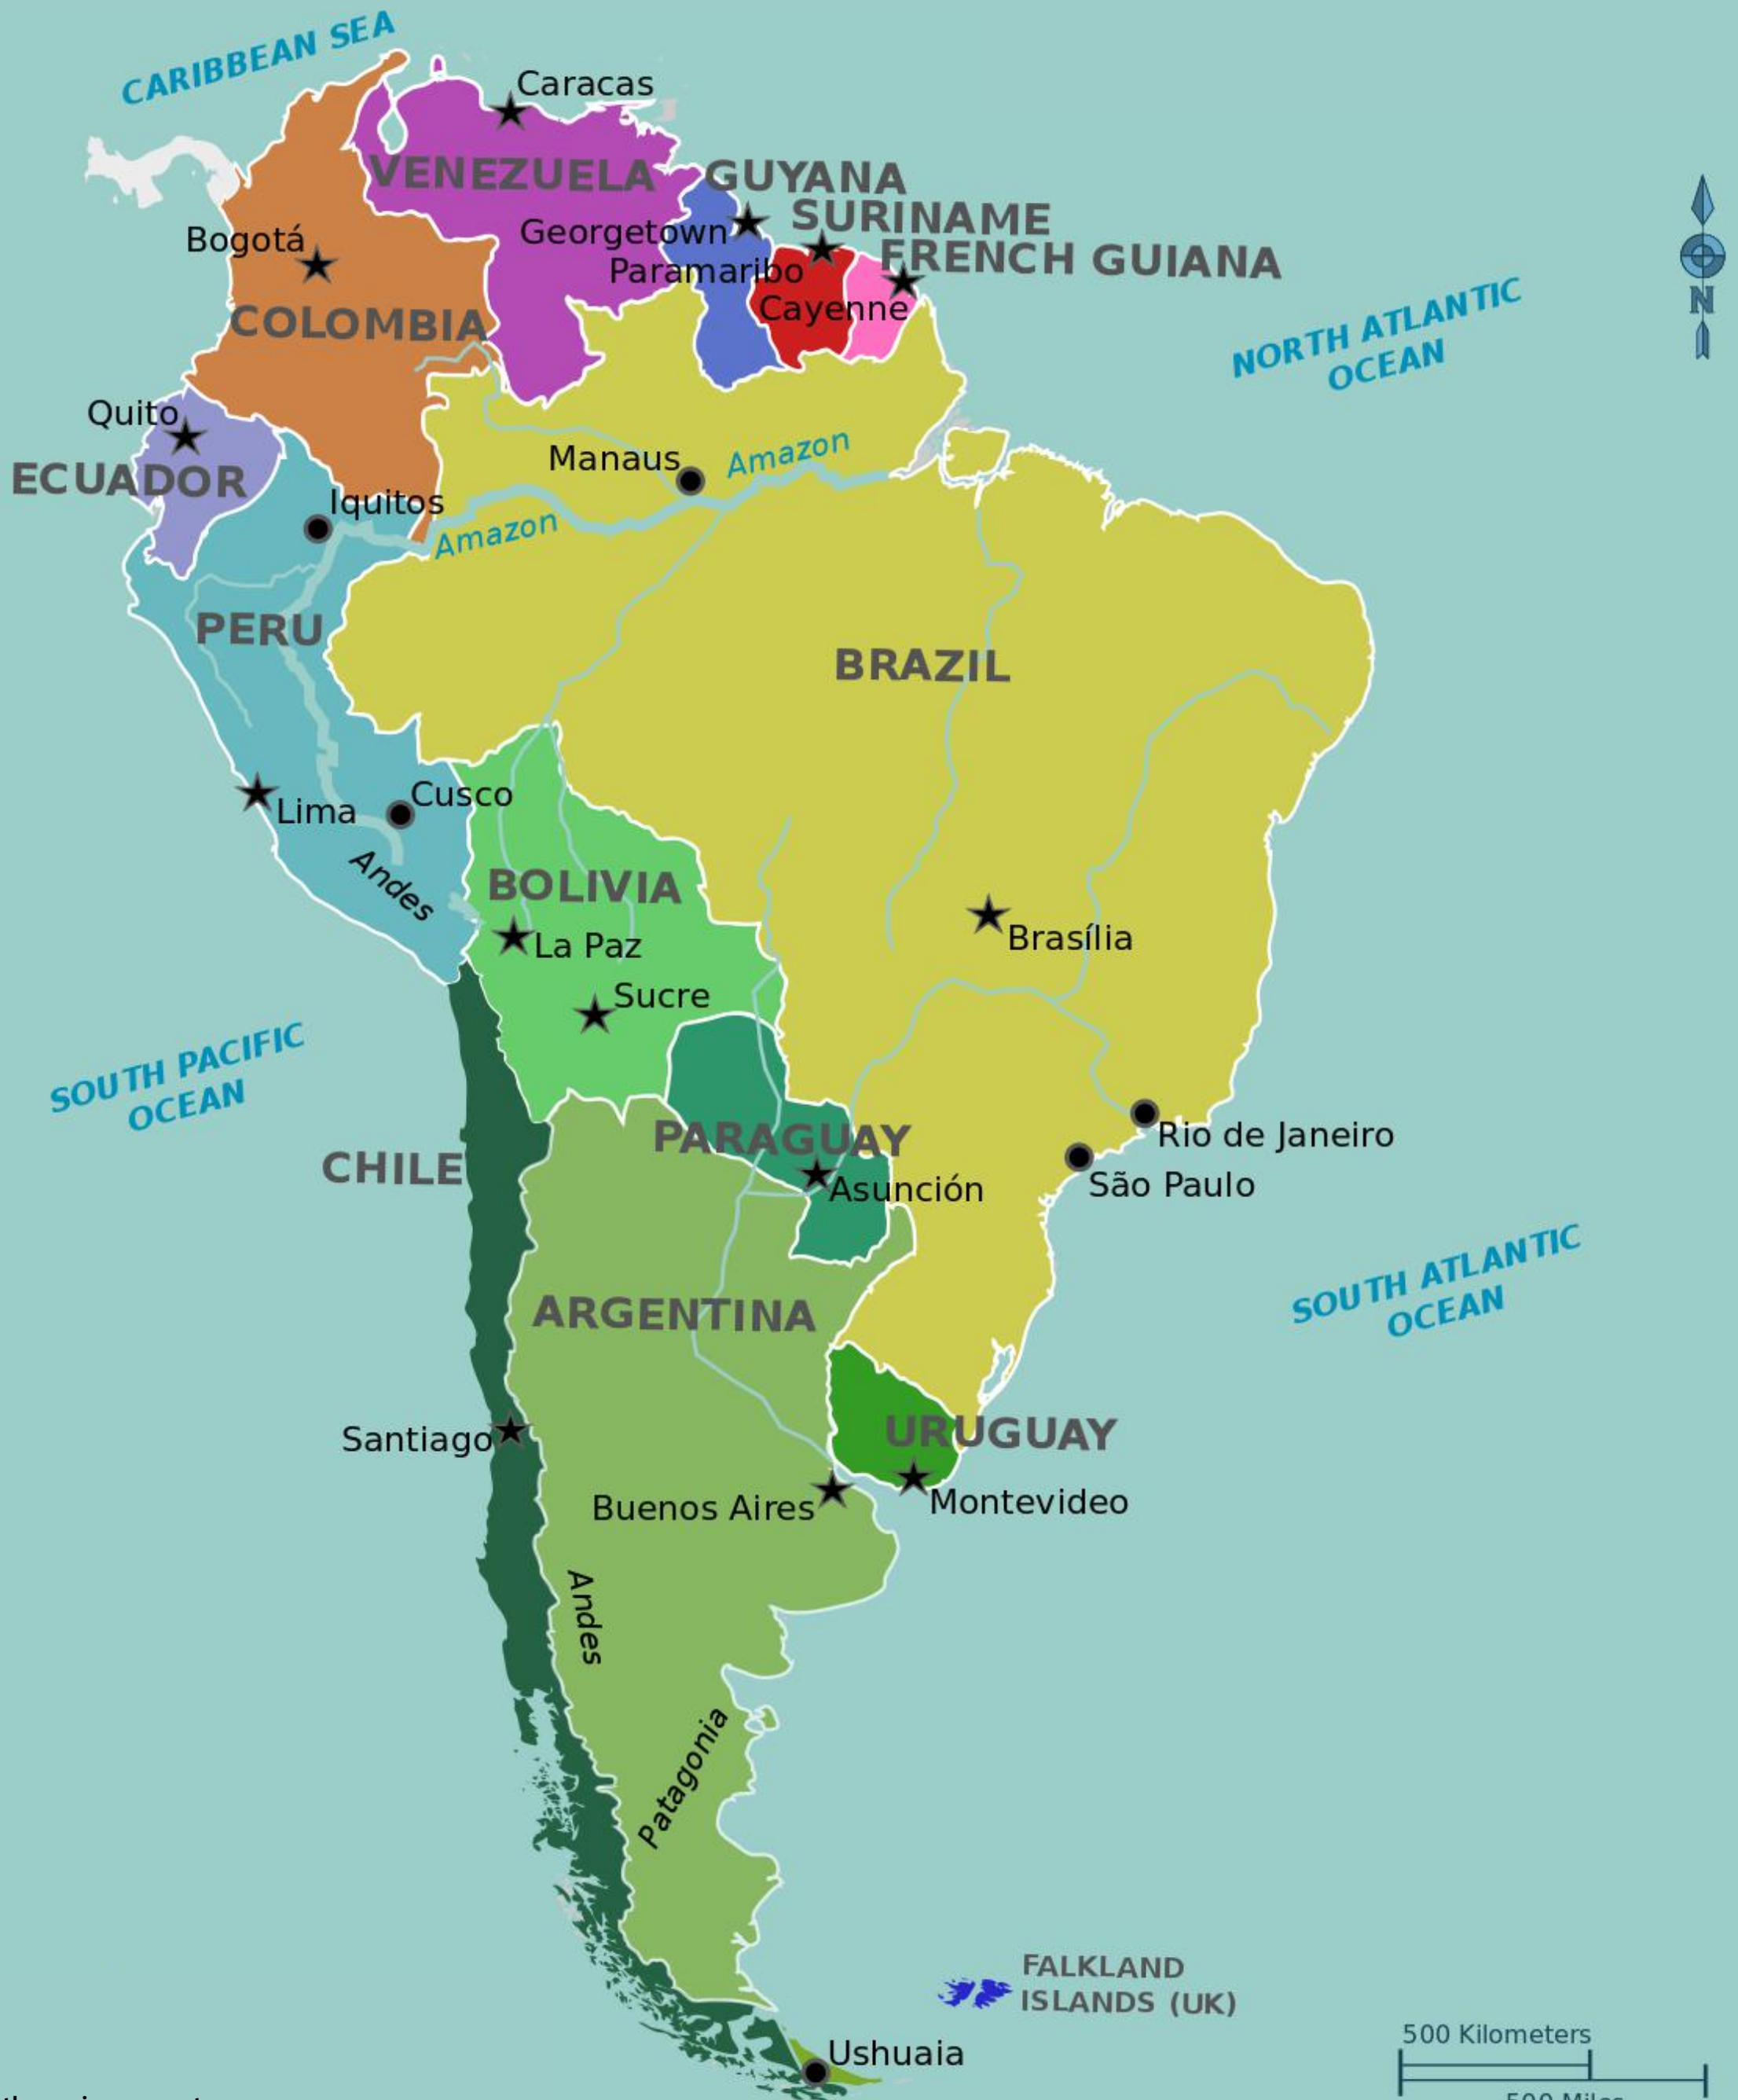 CARIBBEAN SEA
Caracas
VENEZUELA
GUYANA
SURINAME
FRENCH GUIANA
Georgetown
Paramaribo
Cayenne
Bogotá
COLOMBIA
N
NORTH ATLANTIC
OCEAN
Quito
ECUADOR
Manaus
Amazon
Iquitos
Amazon
PERU
BRAZIL
Lima
Cusco
Andes
BOLIVIA
La Paz
Brasília
Sucre
SOUTH PACIFIC
OCEAN
CHILE
PARAGUAY
Asunción
Rio de Janeiro
São Paulo
SOUTH ATLANTIC
OCEAN
ARGENTINA
Santiago
URUGUAY
Buenos Aires
Montevideo
Andes
Patagonia
FALKLAND
ISLANDS (UK)
Ushuaia
500 Kilometers
500 Miles